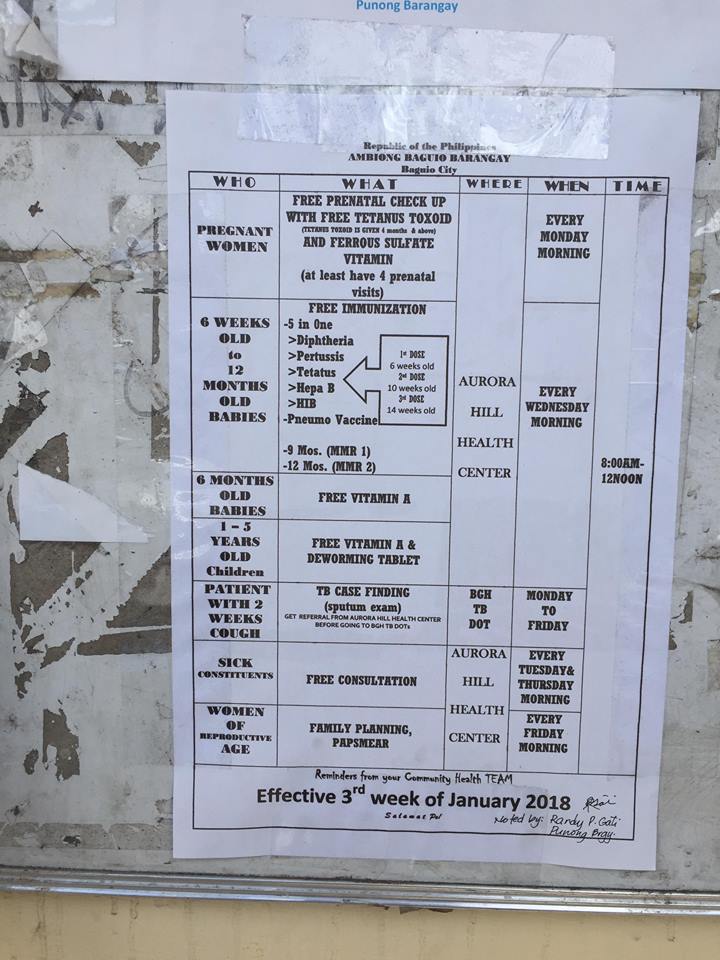 Punong Barangay
Republic of the Philippines
AMBIONG BAGUIO BARANGAY
Baguio City
WHO WHAT WHERE WHEN TIME
PREGNANT
WOMEN
FREE PRENATAL CHECK UP
WITH FREE TETANUS TOXOID
(TETANUS TOXOID IS GIVEN 4 months & above)
AND FERROUS SULFATE
VITAMIN
(at least have 4 prenatal
visits)
EVERY
MONDAY
MORNING
6 WEEKS
OLD
to
12
MONTHS
OLD
BABIES
FREE IMMUNIZATION
-5 in One
>Diphtheria
>Pertussis
>Tetatus
>Hepa B
>HIB
-Pneumo Vaccine
1st DOSE
6 weeks old
2nd DOSE
10 weeks old
3rd DOSE
14 weeks old
-9 Mos. (MMR 1)
-12 Mos. (MMR 2)
AURORA
HILL
HEALTH
CENTER
EVERY
WEDNESDAY
MORNING
8:00AM-
12NOON
6 MONTHS
OLD
BABIES
FREE VITAMIN A
1 – 5
YEARS
OLD
Children
FREE VITAMIN A &
DEWORMING TABLET
PATIENT
WITH 2
WEEKS
COUGH
TB CASE FINDING
(sputum exam)
GET REFERRAL FROM AURORA HILL HEALTH CENTER
BEFORE GOING TO BGH TB DOTs
BGH
TB
DOT
MONDAY
TO
FRIDAY
SICK
CONSTITUENTS
FREE CONSULTATION
AURORA
HILL
HEALTH
CENTER
EVERY
TUESDAY&
THURSDAY
MORNING
WOMEN
OF
REPRODUCTIVE
AGE
FAMILY PLANNING,
PAPSMEAR
EVERY
FRIDAY
MORNING
Reminders from your Community Health TEAM
Effective 3rd week of January 2018
Salamat Po!
Noted by: Randy P. Gati
Punong Brgy.